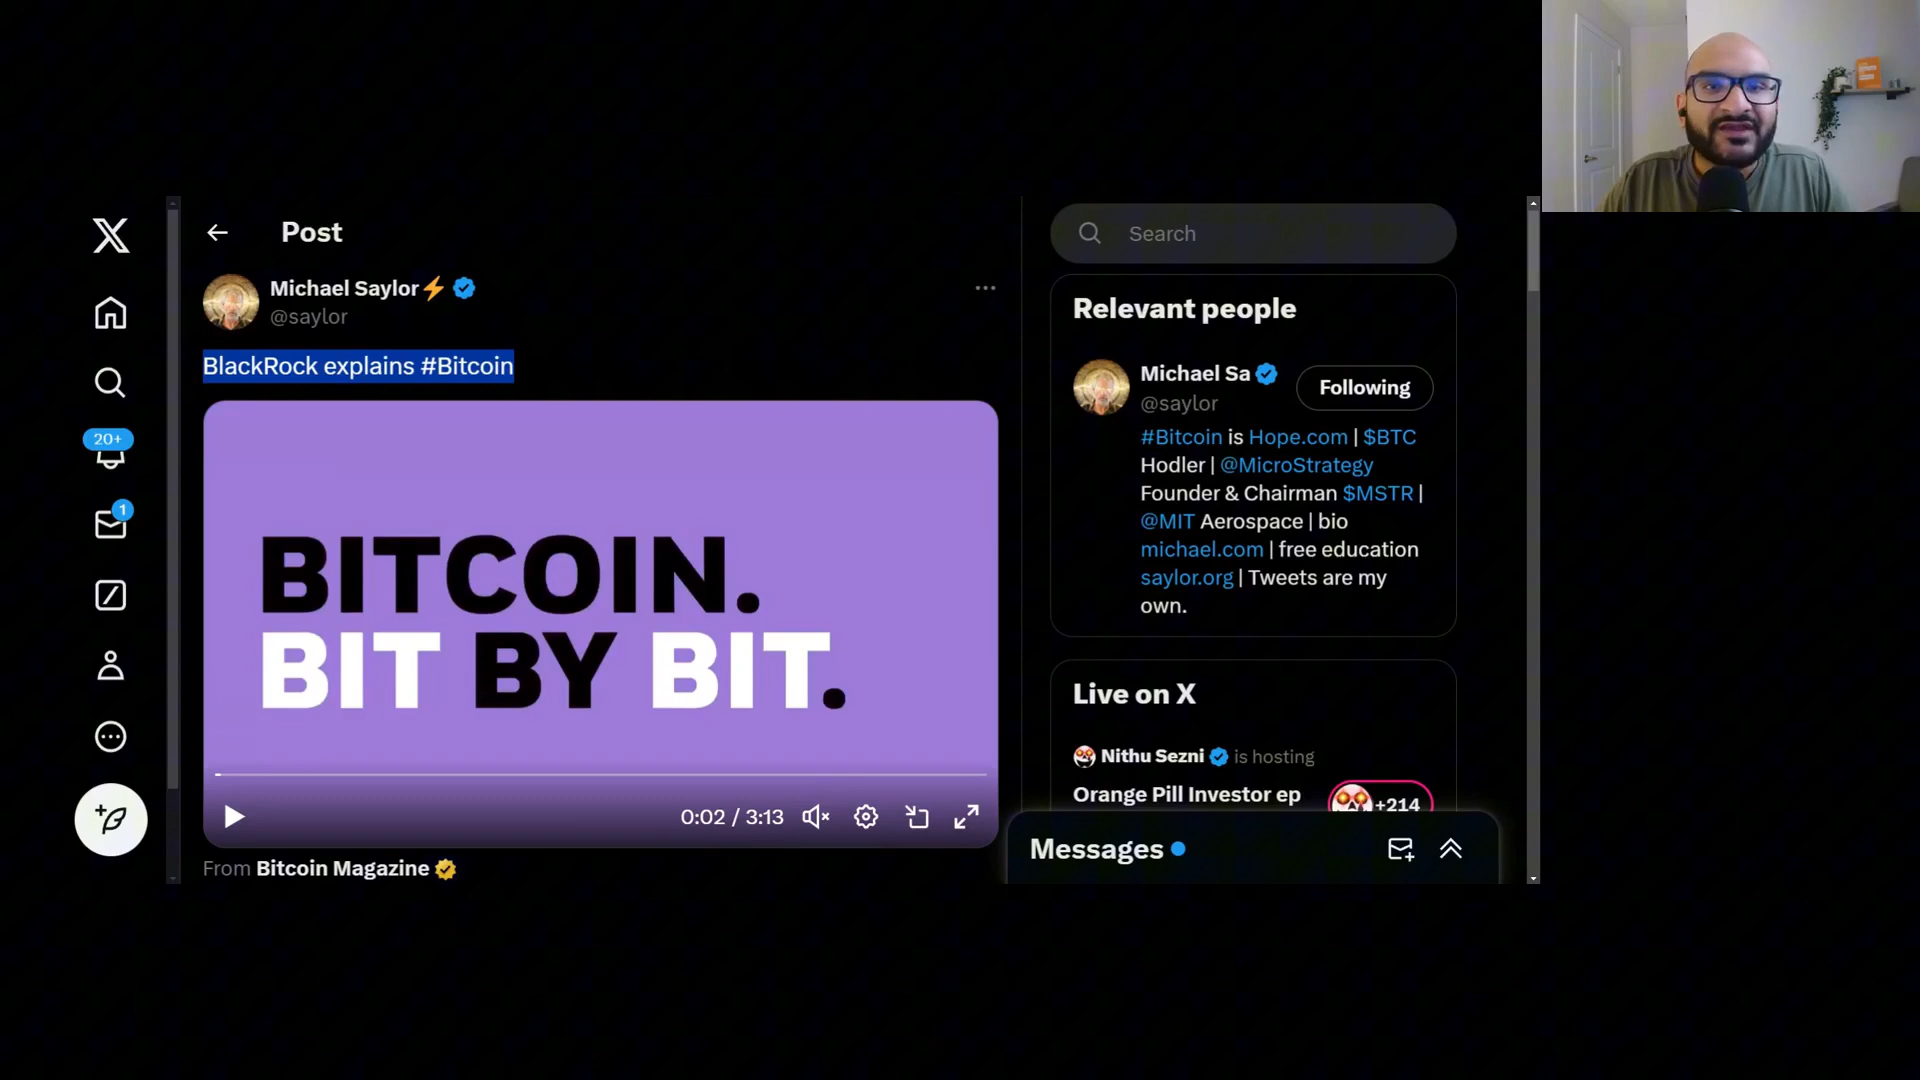 Post
Michael Saylor⚡
@saylor
BlackRock explains #Bitcoin
BITCOIN.
BIT BY BIT.
0:02 / 3:13
From Bitcoin Magazine
20+
1
Search
Relevant people
Michael Sa
@saylor
Following
#Bitcoin is Hope.com | $BTC
Hodler | @MicroStrategy
Founder & Chairman $MSTR |
@MIT Aerospace | bio
michael.com | free education
saylor.org | Tweets are my
own.
Live on X
Nithu Sezni is hosting
Orange Pill Investor ep
+214
Messages